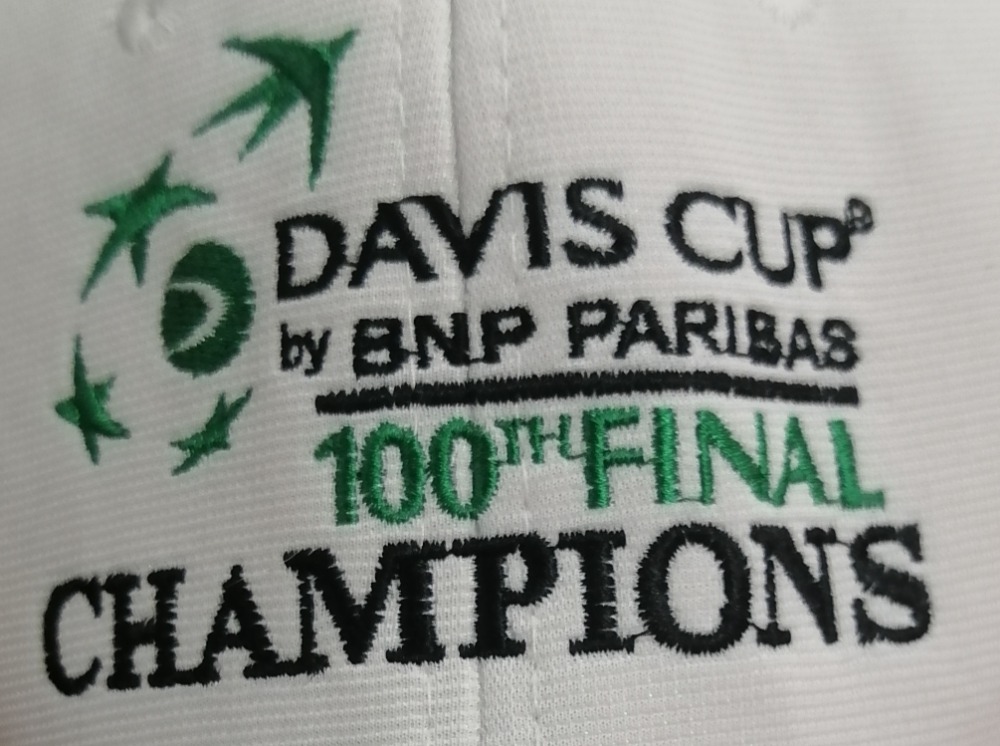 DAVIS CUP®
by BNP PARIBAS
100TH FINAL
CHAMPIONS